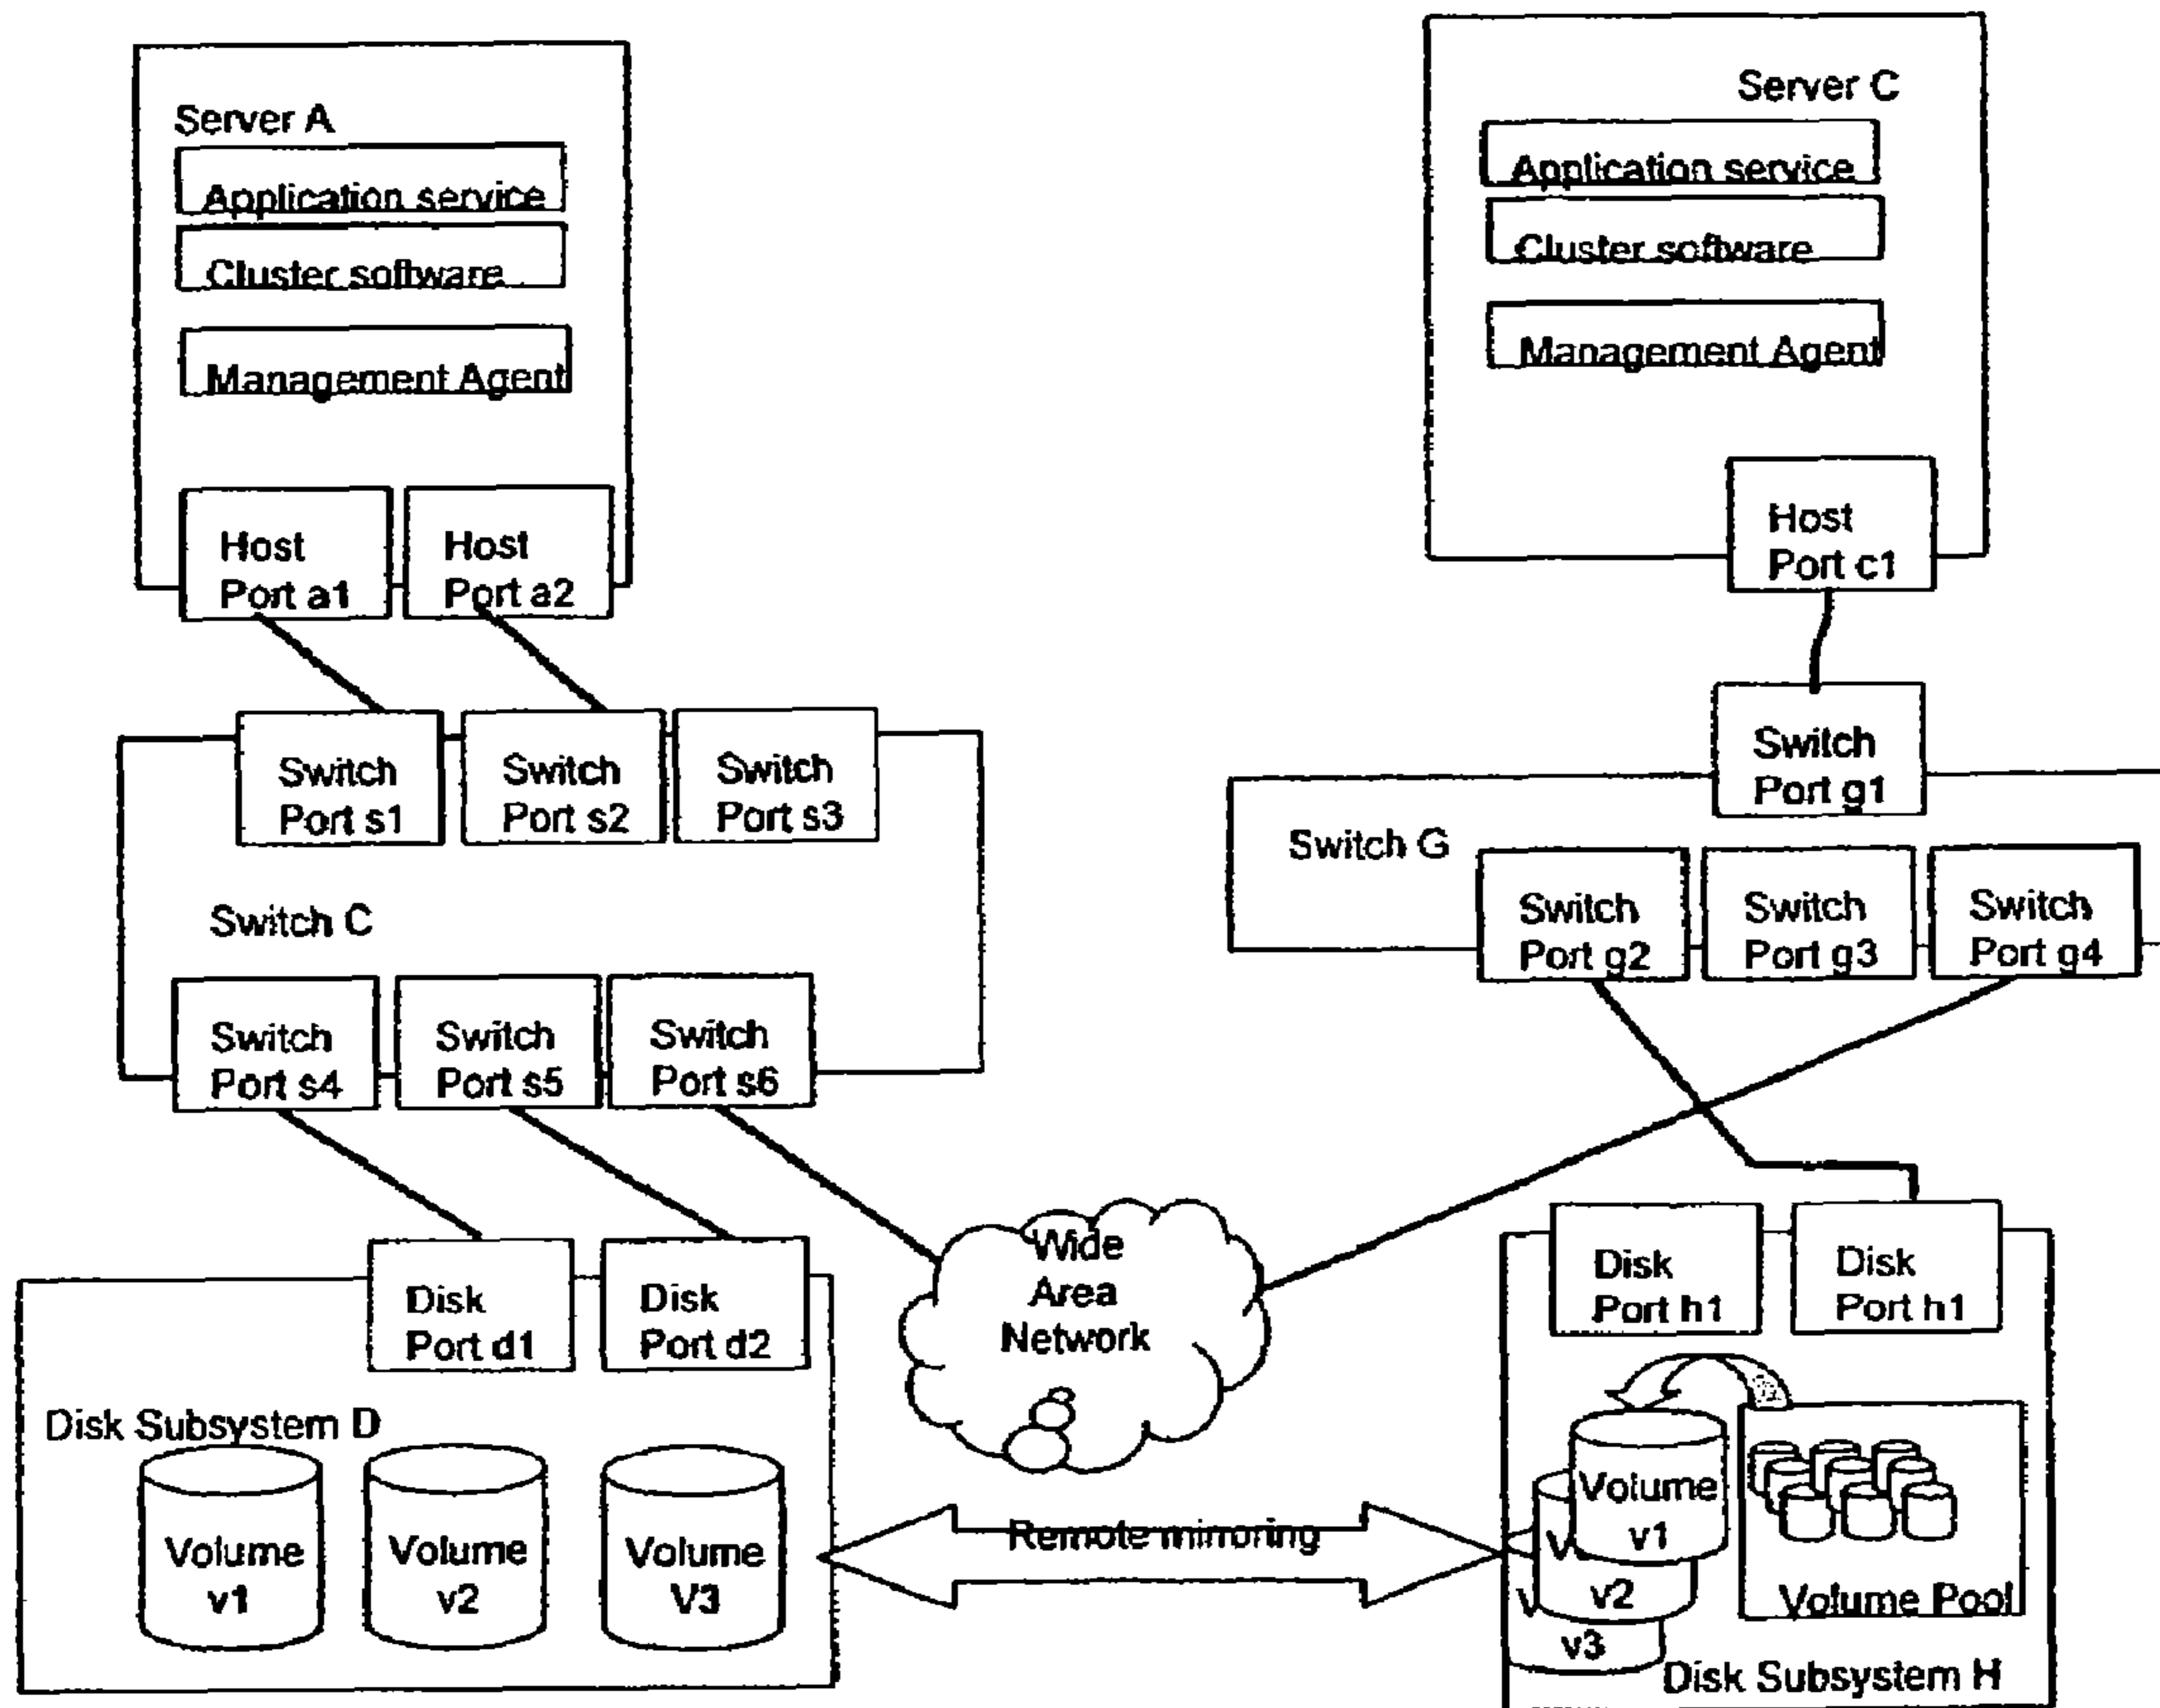 Server A
Application service
Cluster software
Management Agent
Host
Port a1
Host
Port a2
Server C
Application service
Cluster software
Management Agent
Host
Port c1
Switch
Port s1
Switch
Port s2
Switch
Port s3
Switch C
Switch
Port s4
Switch
Port s5
Switch
Port s6
Switch
Port g1
Switch G
Switch
Port g2
Switch
Port g3
Switch
Port g4
Wide
Area
Network
Disk
Port d1
Disk
Port d2
Disk Subsystem D
Volume
v1
Volume
v2
Volume
V3
Remote mirroring
Disk
Port h1
Disk
Port h1
Volume
v1
v2
v3
Volume Pool
Disk Subsystem H